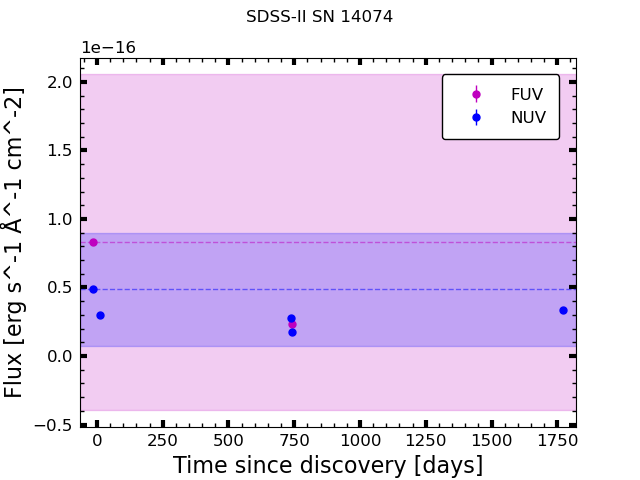 SDSS-II SN 14074
1e−16
2.0
1.5
1.0
0.5
0.0
−0.5
Flux [erg s^-1 Å^-1 cm^-2]
FUV
NUV
0
250
500
750
1000
1250
1500
1750
Time since discovery [days]